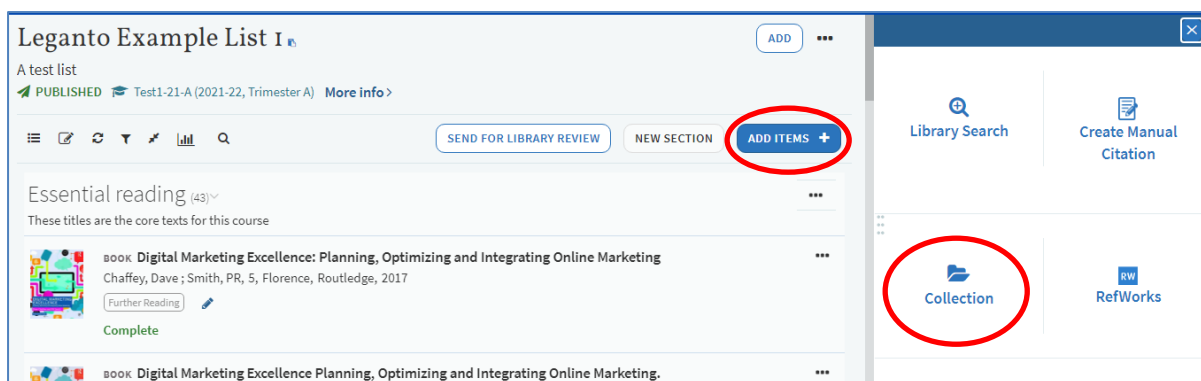 Leganto Example List I
ADD
A test list
PUBLISHED Test1-21-A (2021-22, Trimester A) More info >
SEND FOR LIBRARY REVIEW NEW SECTION ADD ITEMS +
Essential reading (43)
These titles are the core texts for this course
BOOK Digital Marketing Excellence: Planning, Optimizing and Integrating Online Marketing
Chaffey, Dave ; Smith, PR, 5, Florence, Routledge, 2017
Further Reading
Complete
BOOK Digital Marketing Excellence Planning, Optimizing and Integrating Online Marketing.
Library Search
Create Manual
Citation
Collection
RW
RefWorks